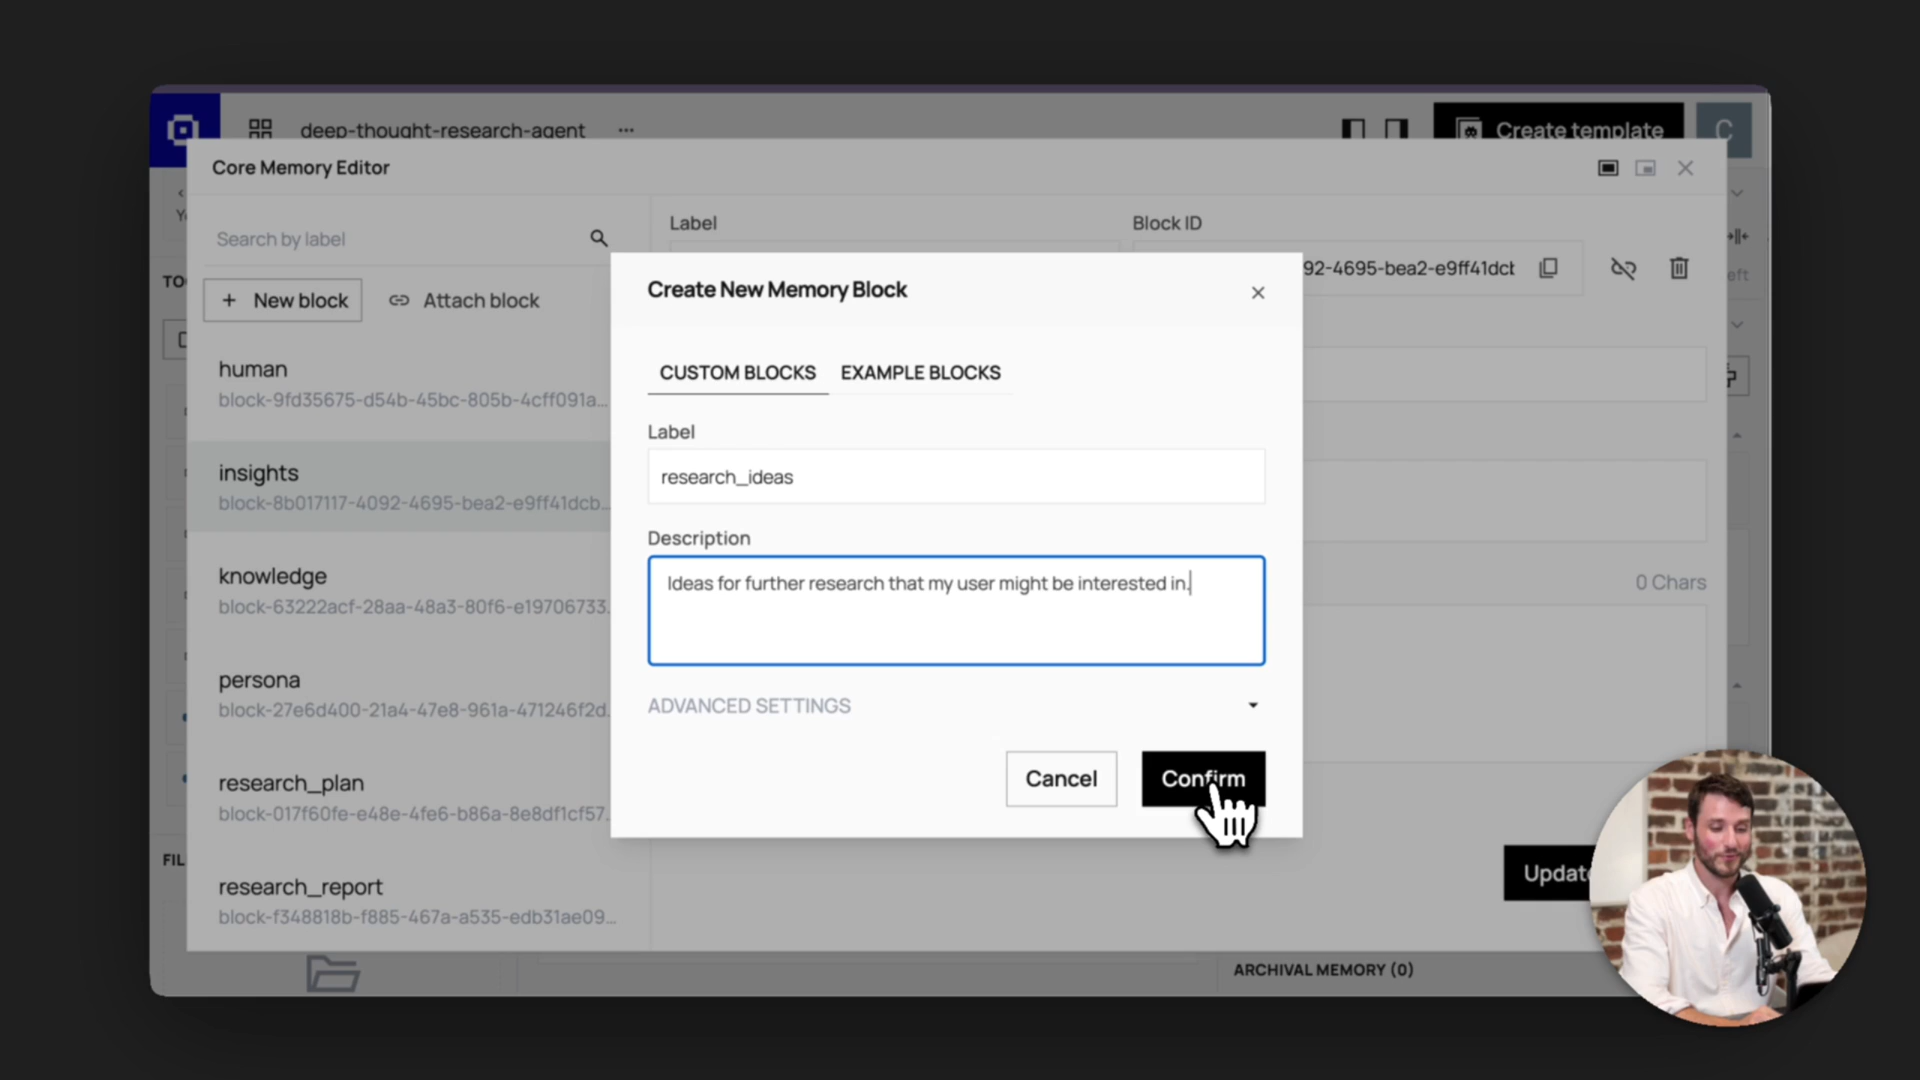 deep-thought-research-agent
Create template
C
Core Memory Editor
Search by label
New block
Attach block
human
block-9fd35675-d54b-45bc-805b-4cff091a...
insights
block-8b017117-4092-4695-bea2-e9ff41dcb...
knowledge
block-63222acf-28aa-48a3-80f6-e19706733...
persona
block-27e6d400-21a4-47e8-961a-471246f2d...
research_plan
block-017f60fe-e48e-4fe6-b86a-8e8df1cf57...
research_report
block-f348818b-f885-467a-a535-edb31ae09...
Label
Block ID
92-4695-bea2-e9ff41dcb
0 Chars
Create New Memory Block
CUSTOM BLOCKS
EXAMPLE BLOCKS
Label
research_ideas
Description
Ideas for further research that my user might be interested in.
ADVANCED SETTINGS
Cancel
Confirm
Update
ARCHIVAL MEMORY (0)